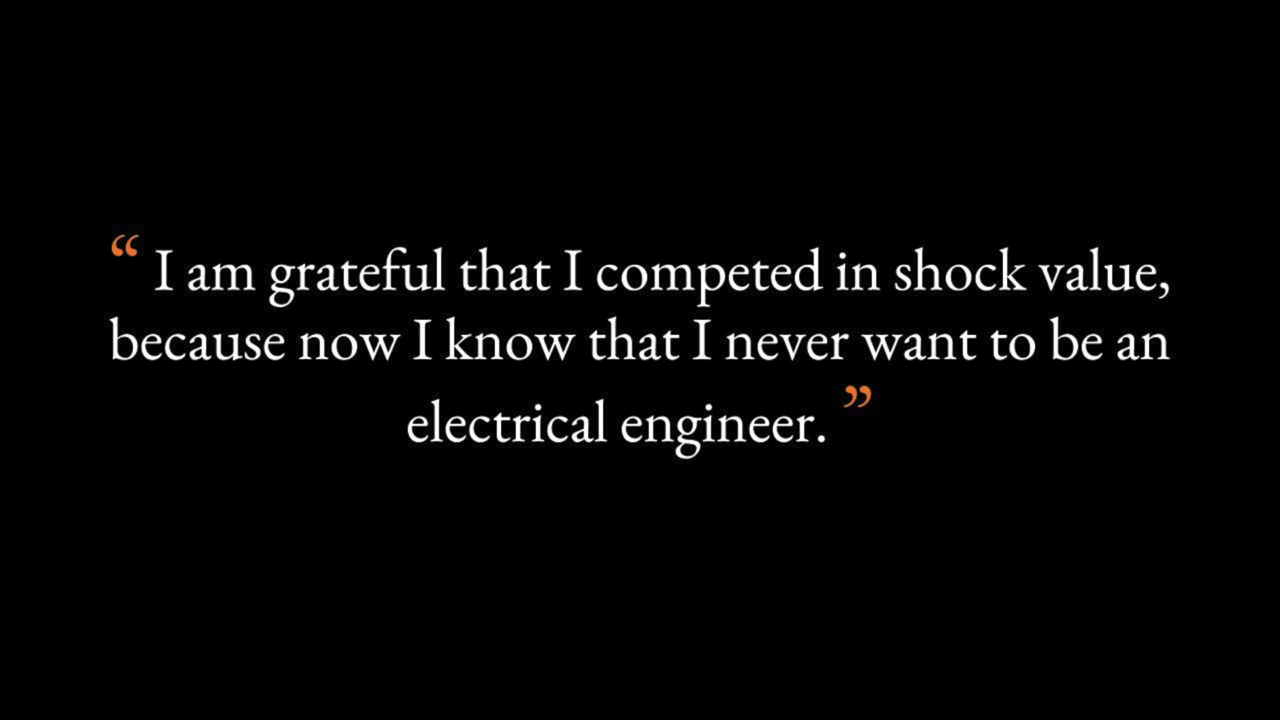 “ I am grateful that I competed in shock value,
because now I know that I never want to be an
electrical engineer. ”